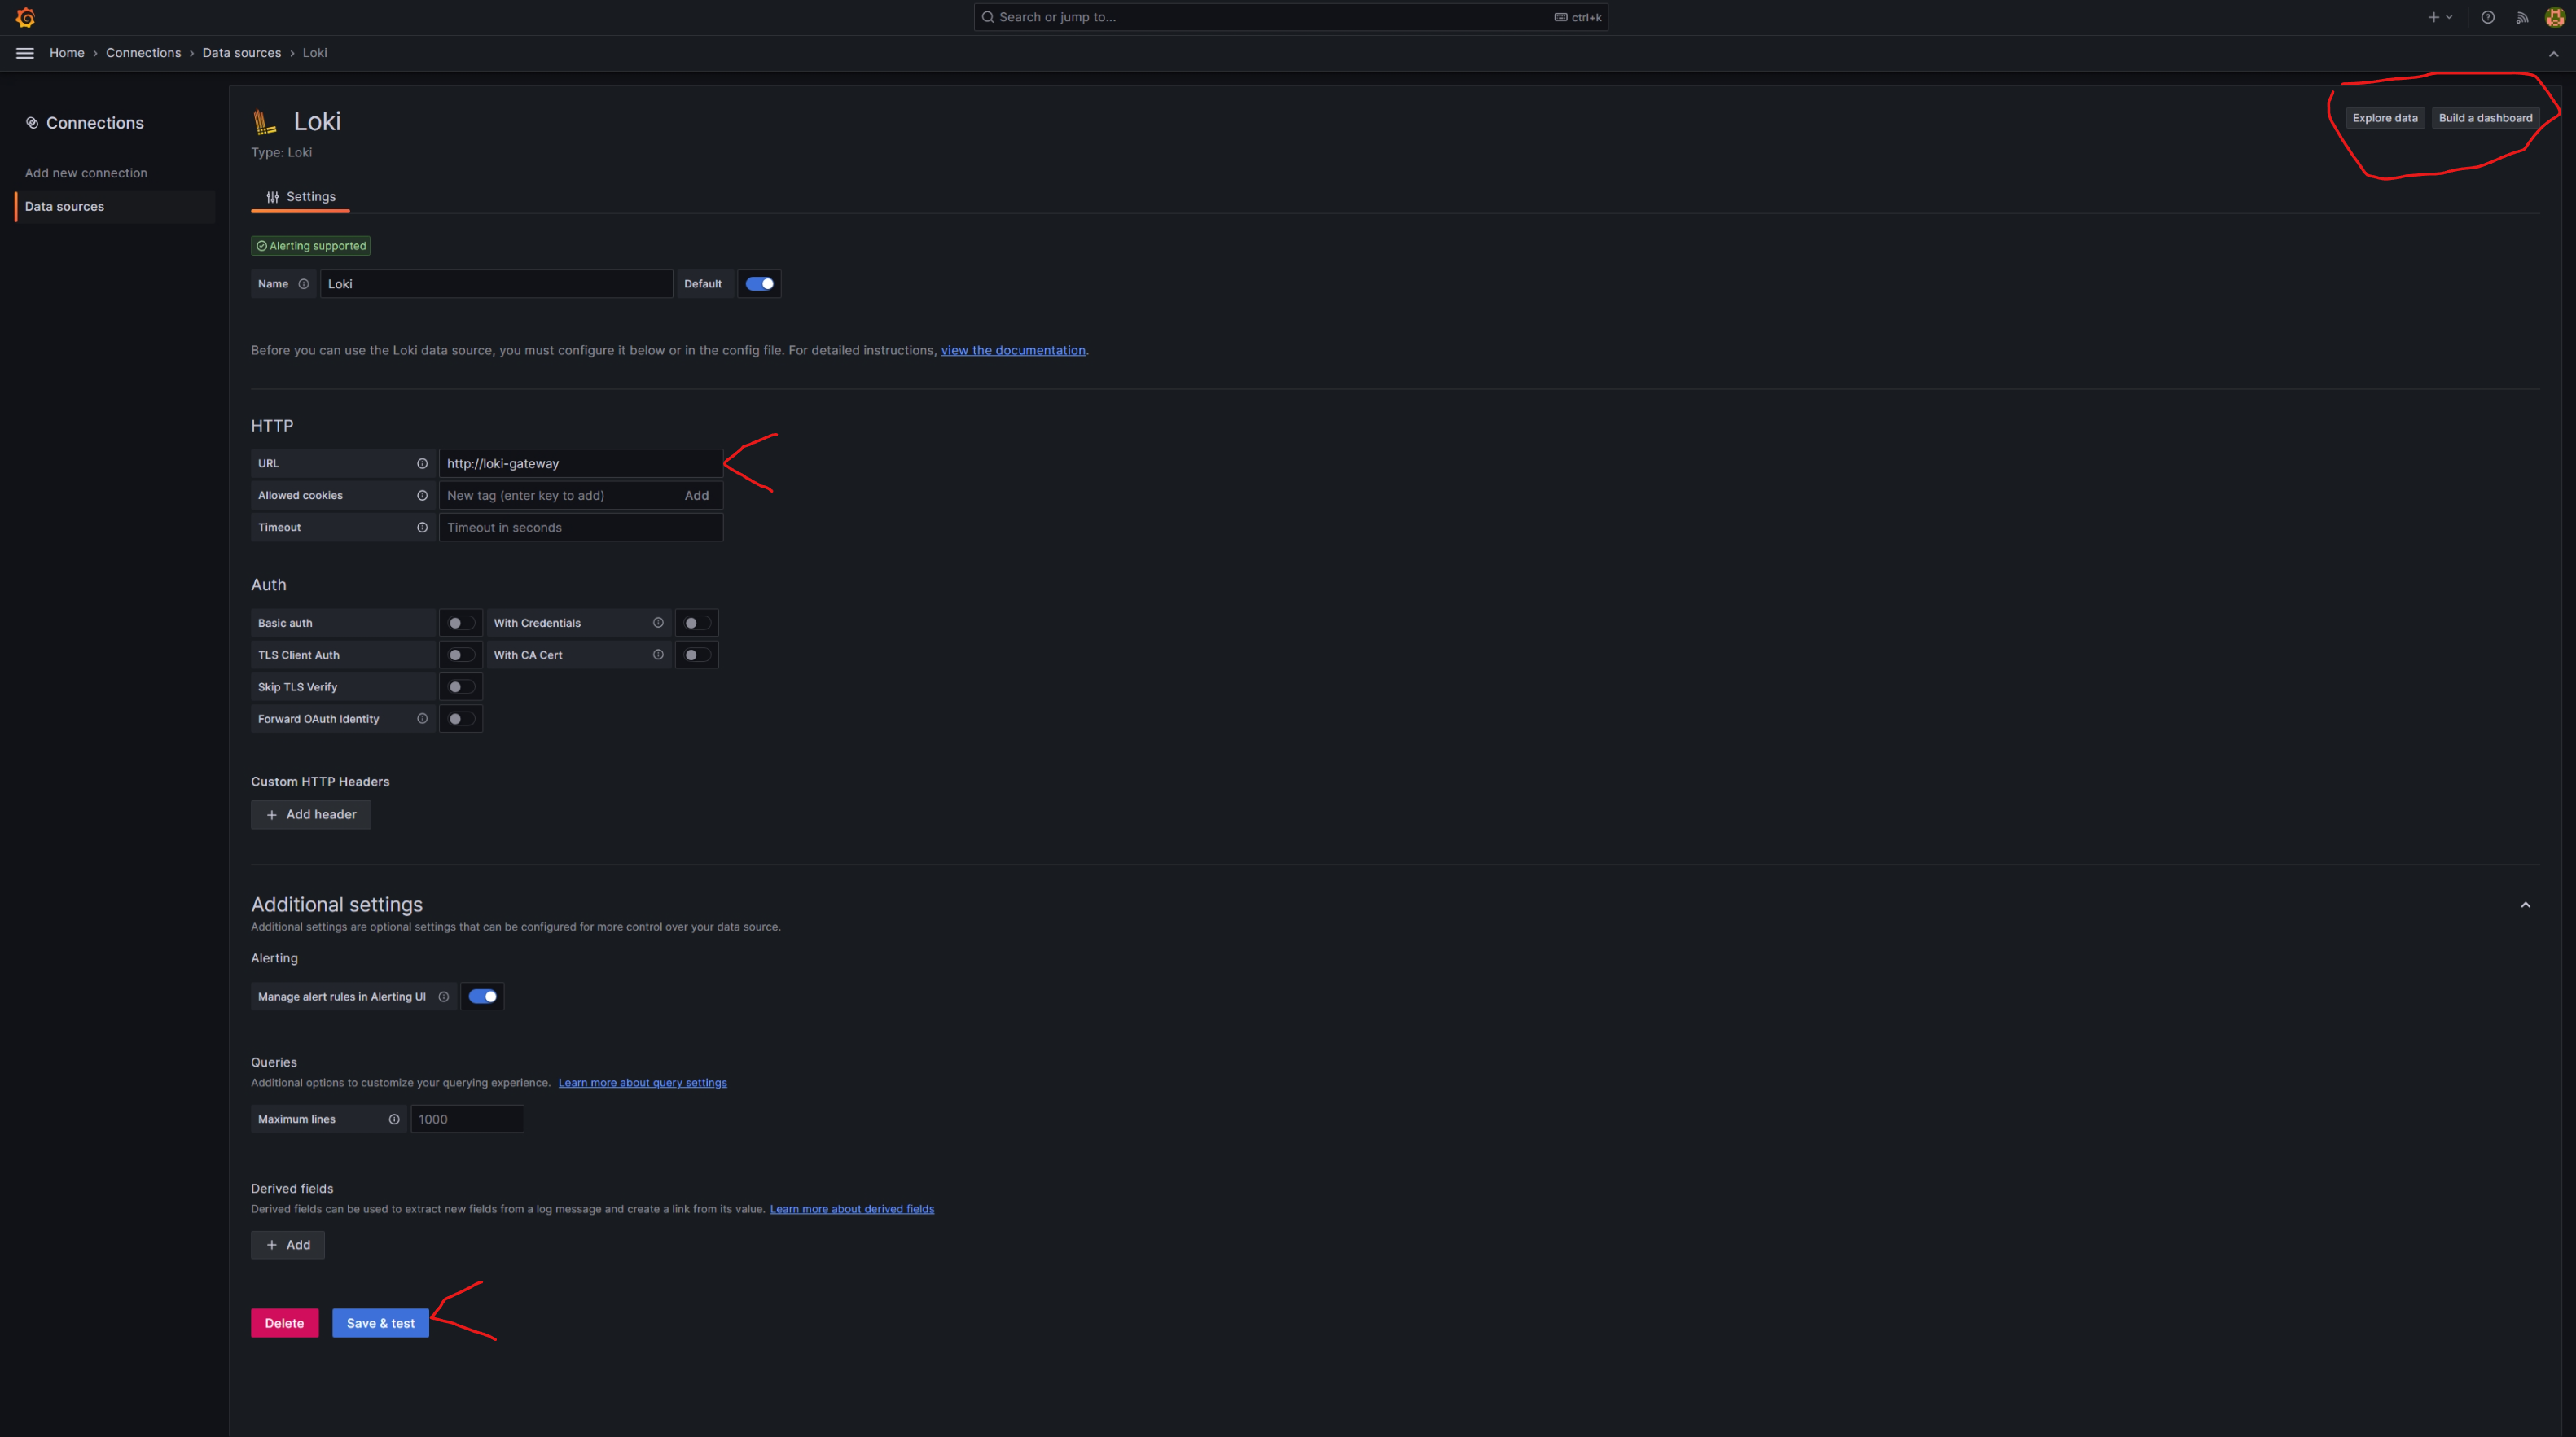 Search or jump to... ctrl+k
Home › Connections › Data sources › Loki
Connections
Add new connection
Data sources
Loki
Type: Loki
Explore data Build a dashboard
Settings
Alerting supported
Name Loki Default
Before you can use the Loki data source, you must configure it below or in the config file. For detailed instructions, view the documentation.
HTTP
URL http://loki-gateway
Allowed cookies New tag (enter key to add) Add
Timeout Timeout in seconds
Auth
Basic auth With Credentials
TLS Client Auth With CA Cert
Skip TLS Verify
Forward OAuth Identity
Custom HTTP Headers
+ Add header
Additional settings
Additional settings are optional settings that can be configured for more control over your data source.
Alerting
Manage alert rules in Alerting UI
Queries
Additional options to customize your querying experience. Learn more about query settings
Maximum lines 1000
Derived fields
Derived fields can be used to extract new fields from a log message and create a link from its value. Learn more about derived fields
+ Add
Delete Save & test